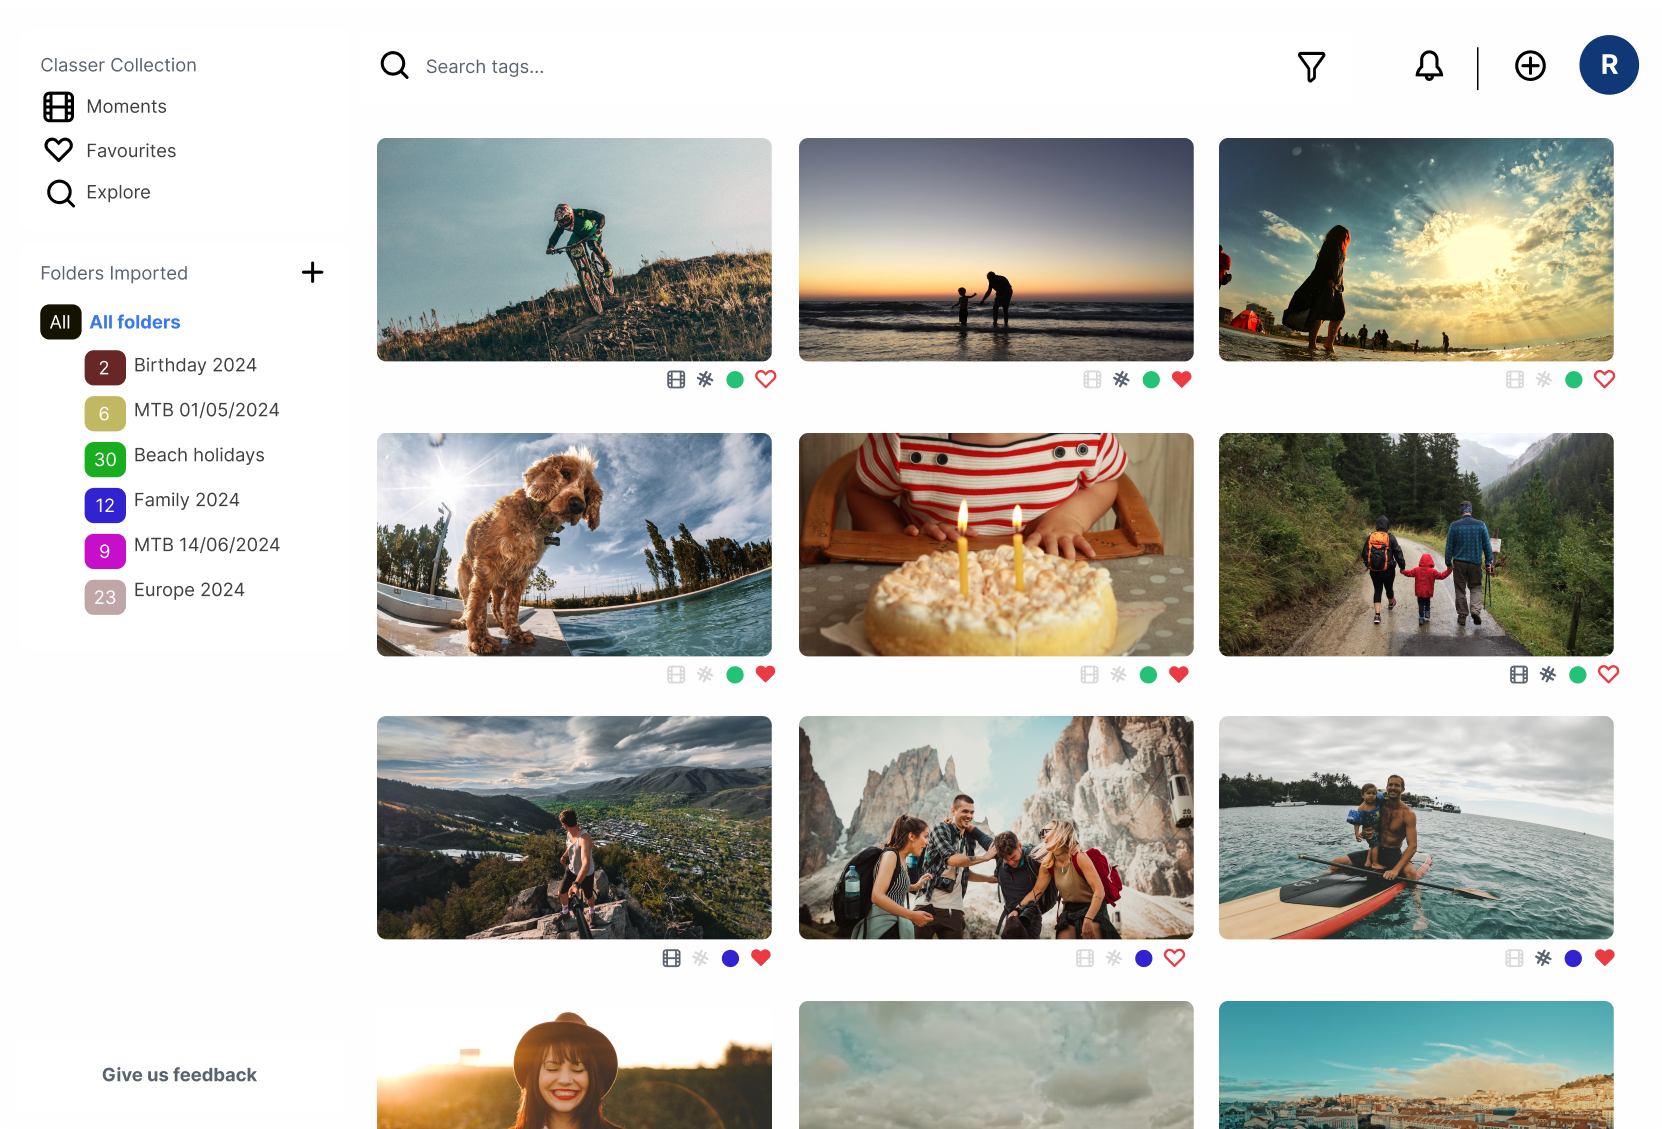 Classer Collection
Moments
Favourites
Explore
Folders Imported
All All folders
2 Birthday 2024
6 MTB 01/05/2024
30 Beach holidays
12 Family 2024
9 MTB 14/06/2024
23 Europe 2024
Give us feedback
Search tags...
R